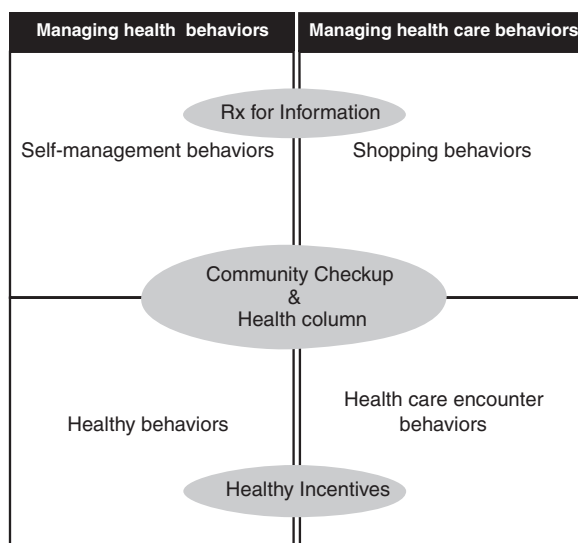 Managing health behaviors
Managing health care behaviors
Rx for Information
Self-management behaviors
Shopping behaviors
Community Checkup
&
Health column
Healthy behaviors
Health care encounter
behaviors
Healthy Incentives